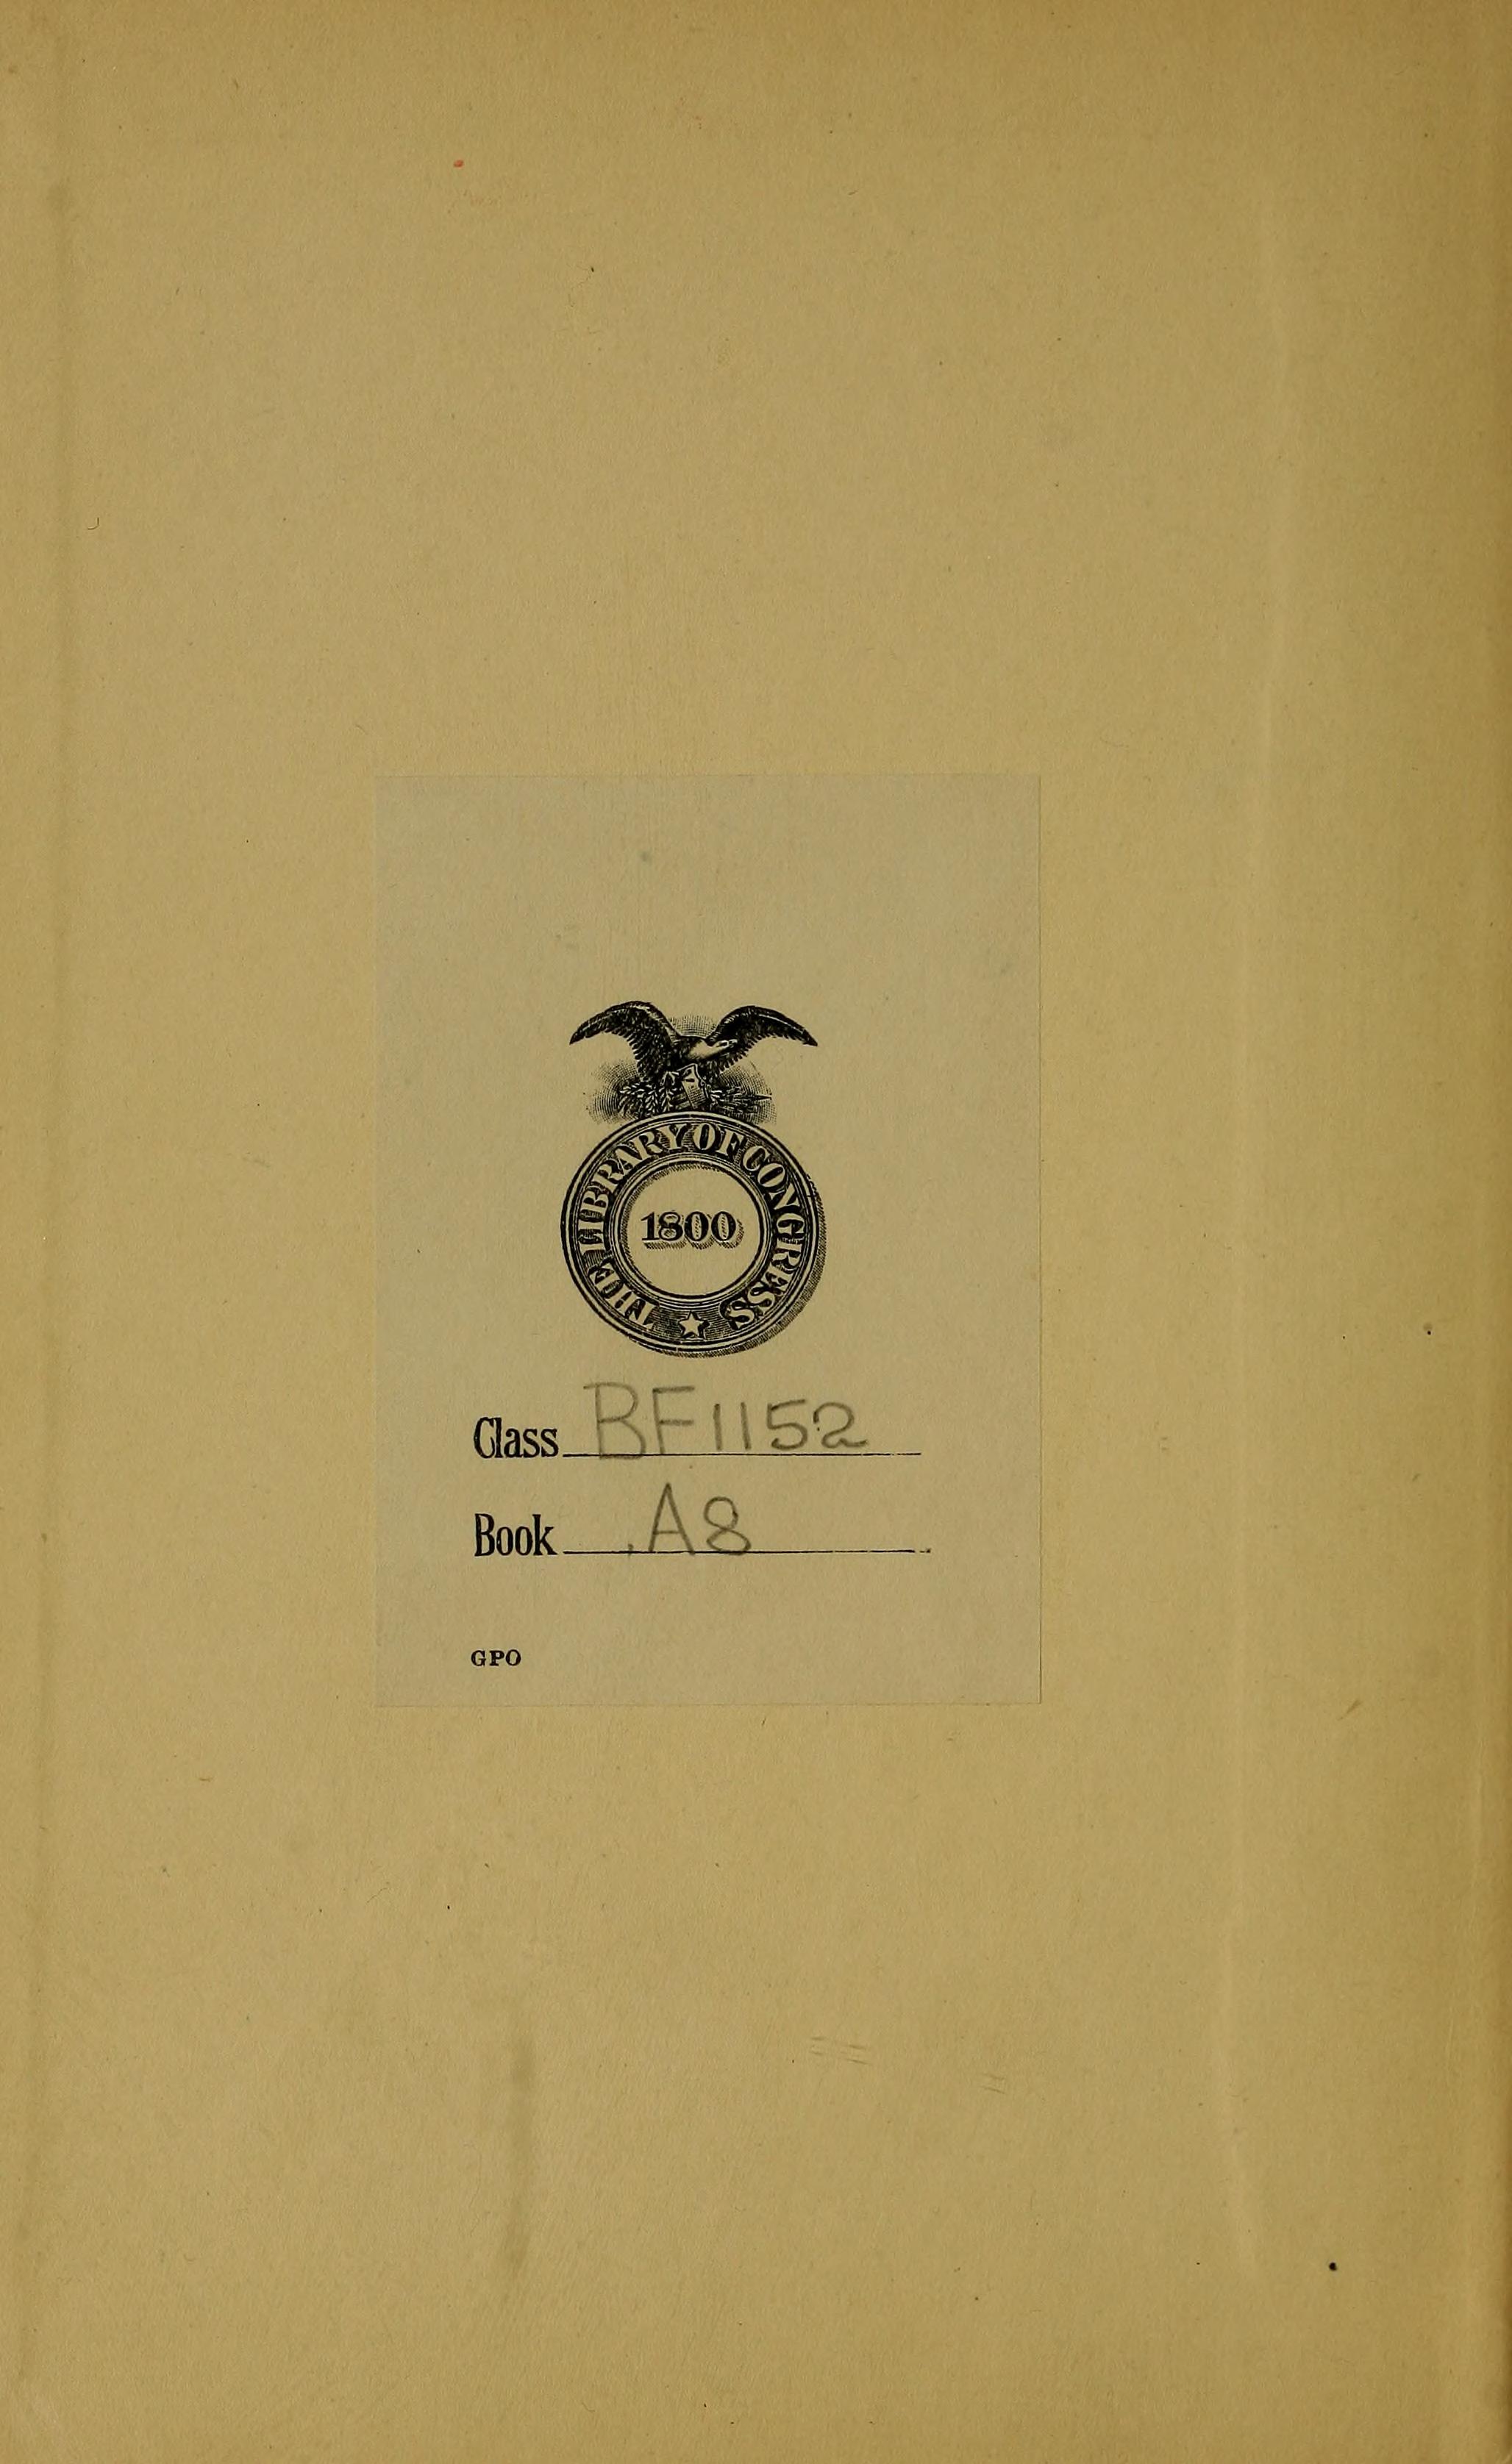 THE LIBRARY OF CONGRESS
1800
Class BF1152
Book .A8
GPO